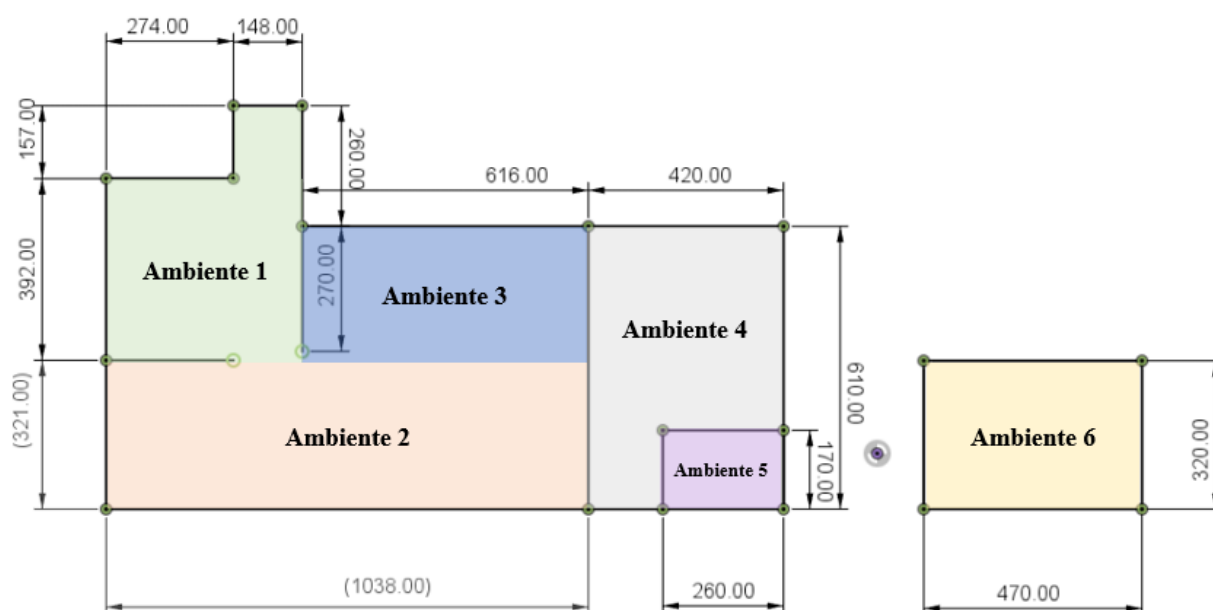 274.00
148.00
157.00
260.00
616.00
420.00
392.00
Ambiente 1
270.00
Ambiente 3
Ambiente 4
610.00
(321.00)
Ambiente 2
Ambiente 5
170.00
Ambiente 6
320.00
(1038.00)
260.00
470.00